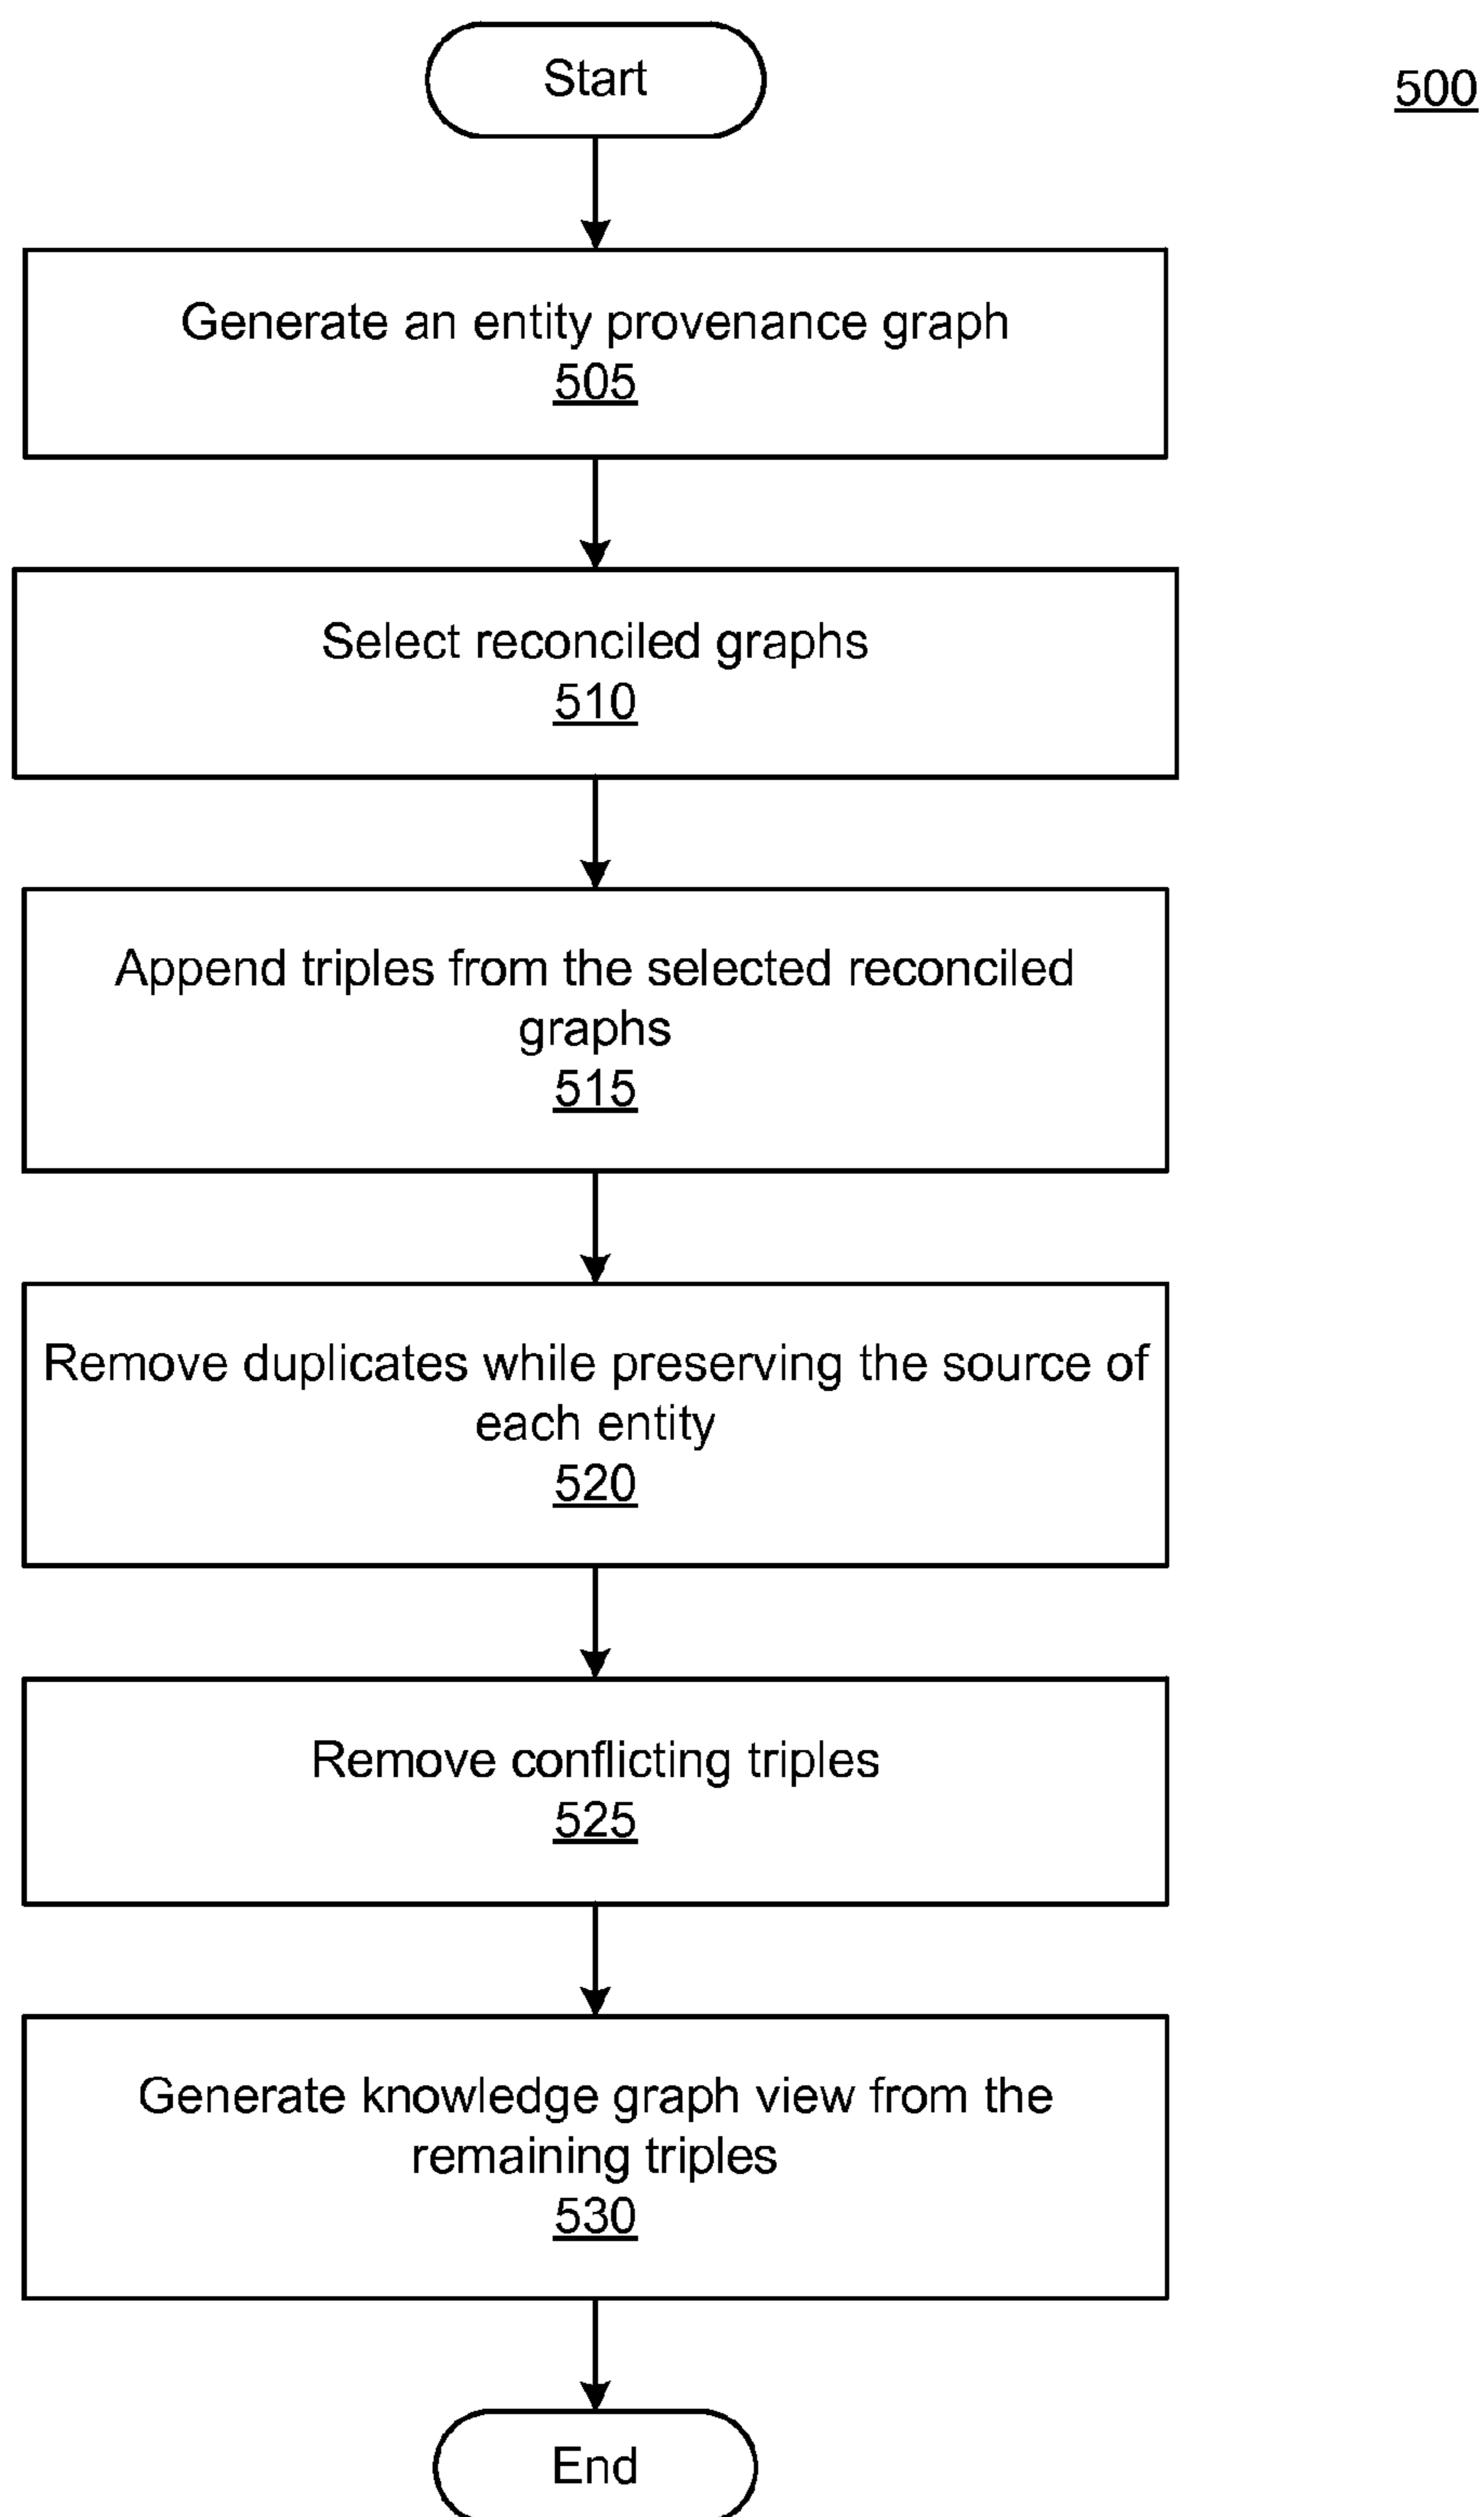 Start
500
Generate an entity provenance graph
505
Select reconciled graphs
510
Append triples from the selected reconciled
graphs
515
Remove duplicates while preserving the source of
each entity
520
Remove conflicting triples
525
Generate knowledge graph view from the
remaining triples
530
End